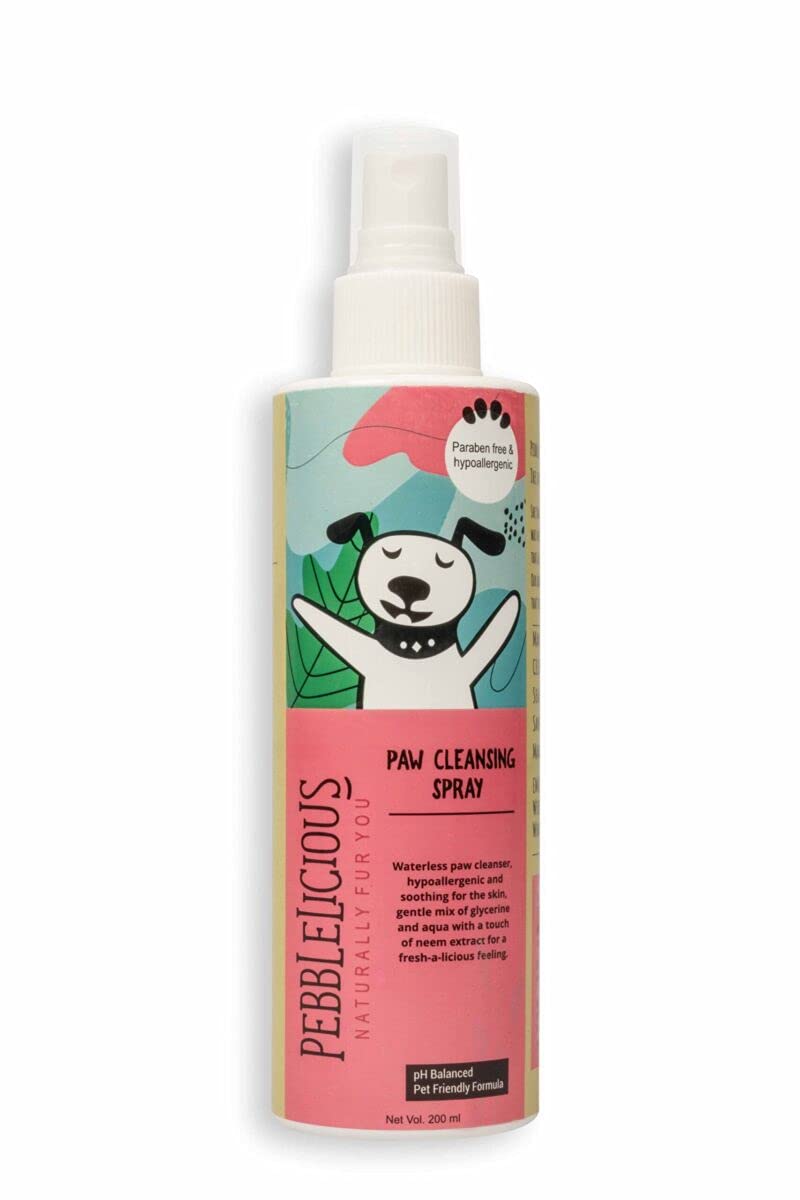 Paraben free &
hypoallergenic
PAW CLEANSING
SPRAY
PEBBLELICIOUS
NATURALLY FUR YOU
Waterless paw cleanser,
hypoallergenic and
soothing for the skin,
gentle mix of glycerine
and aqua with a touch
of neem extract for a
fresh-a-licious feeling.
pH Balanced
Pet Friendly Formula
Net Vol. 200 ml